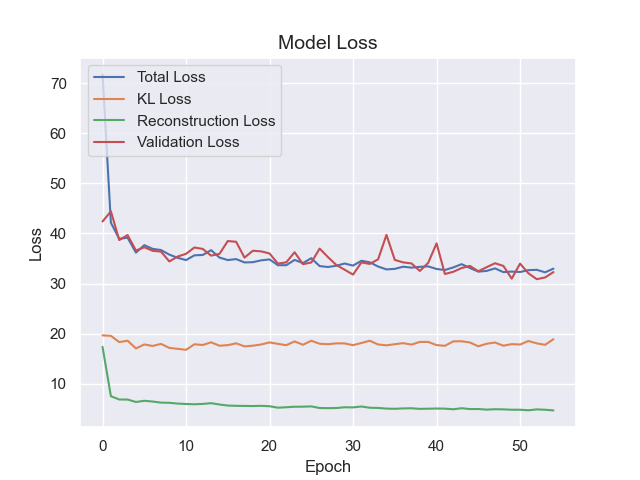 Model Loss
Total Loss
KL Loss
Reconstruction Loss
Validation Loss
Loss
70
60
50
40
30
20
10
0
10
20
30
40
50
Epoch